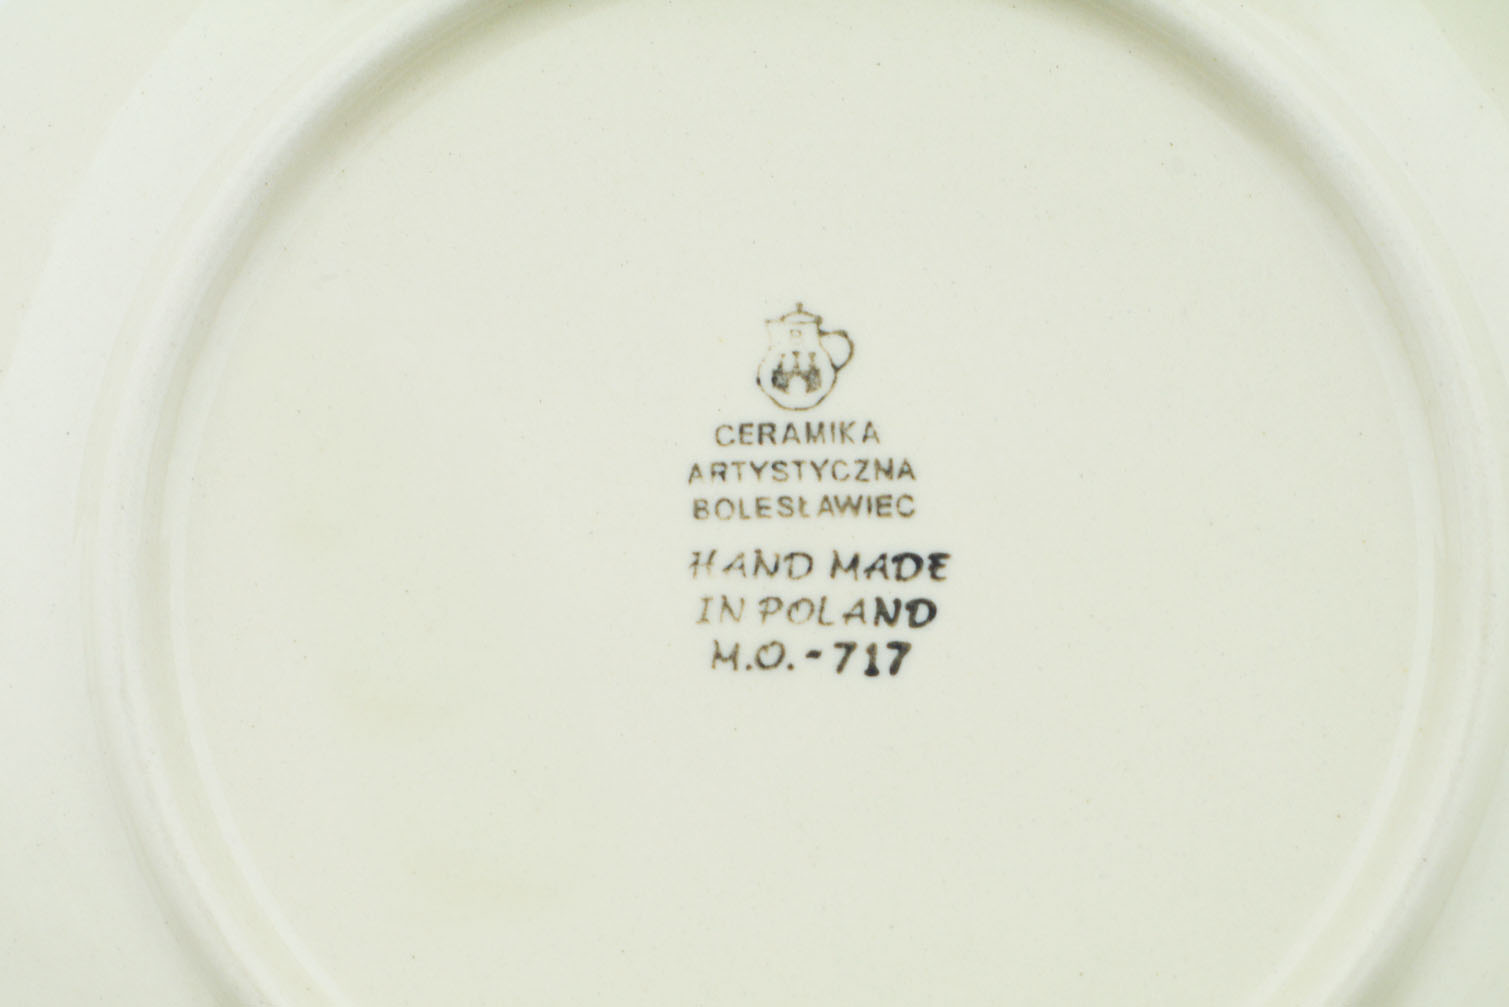 CERAMIKA
ARTYSTYCZNA
BOLESŁAWIEC
HAND MADE
IN POLAND
M.O.-717